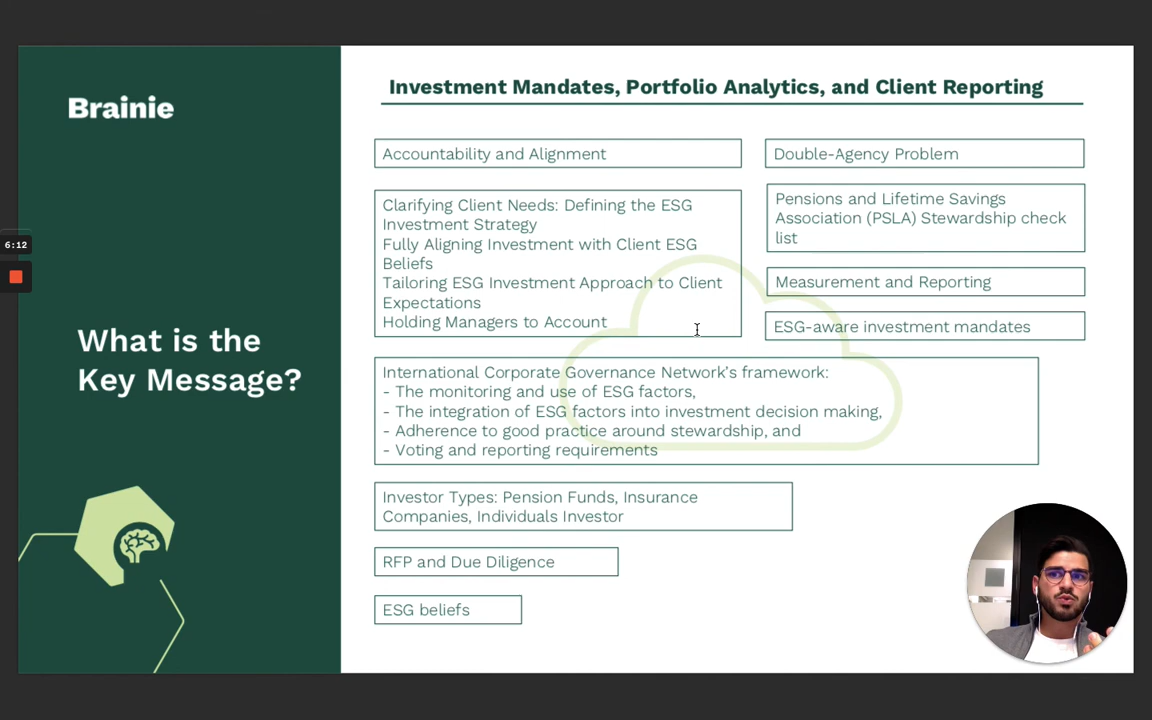 Brainie
6:12
What is the
Key Message?
Investment Mandates, Portfolio Analytics, and Client Reporting
Accountability and Alignment
Clarifying Client Needs: Defining the ESG
Investment Strategy
Fully Aligning Investment with Client ESG
Beliefs
Tailoring ESG Investment Approach to Client
Expectations
Holding Managers to Account
Double-Agency Problem
Pensions and Lifetime Savings
Association (PSLA) Stewardship check
list
Measurement and Reporting
ESG-aware investment mandates
International Corporate Governance Network's framework:
- The monitoring and use of ESG factors,
- The integration of ESG factors into investment decision making,
- Adherence to good practice around stewardship, and
- Voting and reporting requirements
Investor Types: Pension Funds, Insurance
Companies, Individuals Investor
RFP and Due Diligence
ESG beliefs